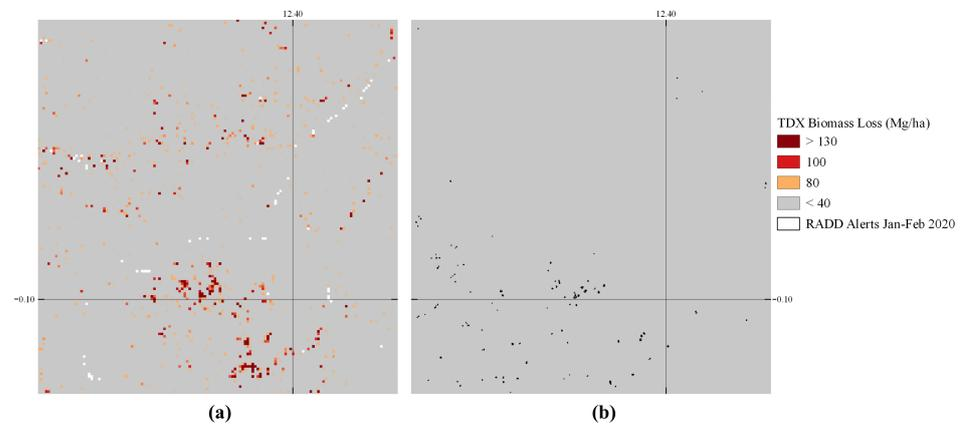 12.40
12.40
TDX Biomass Loss (Mg/ha)
> 130
100
80
< 40
RADD Alerts Jan-Feb 2020
−0.10
−0.10
(a)
(b)